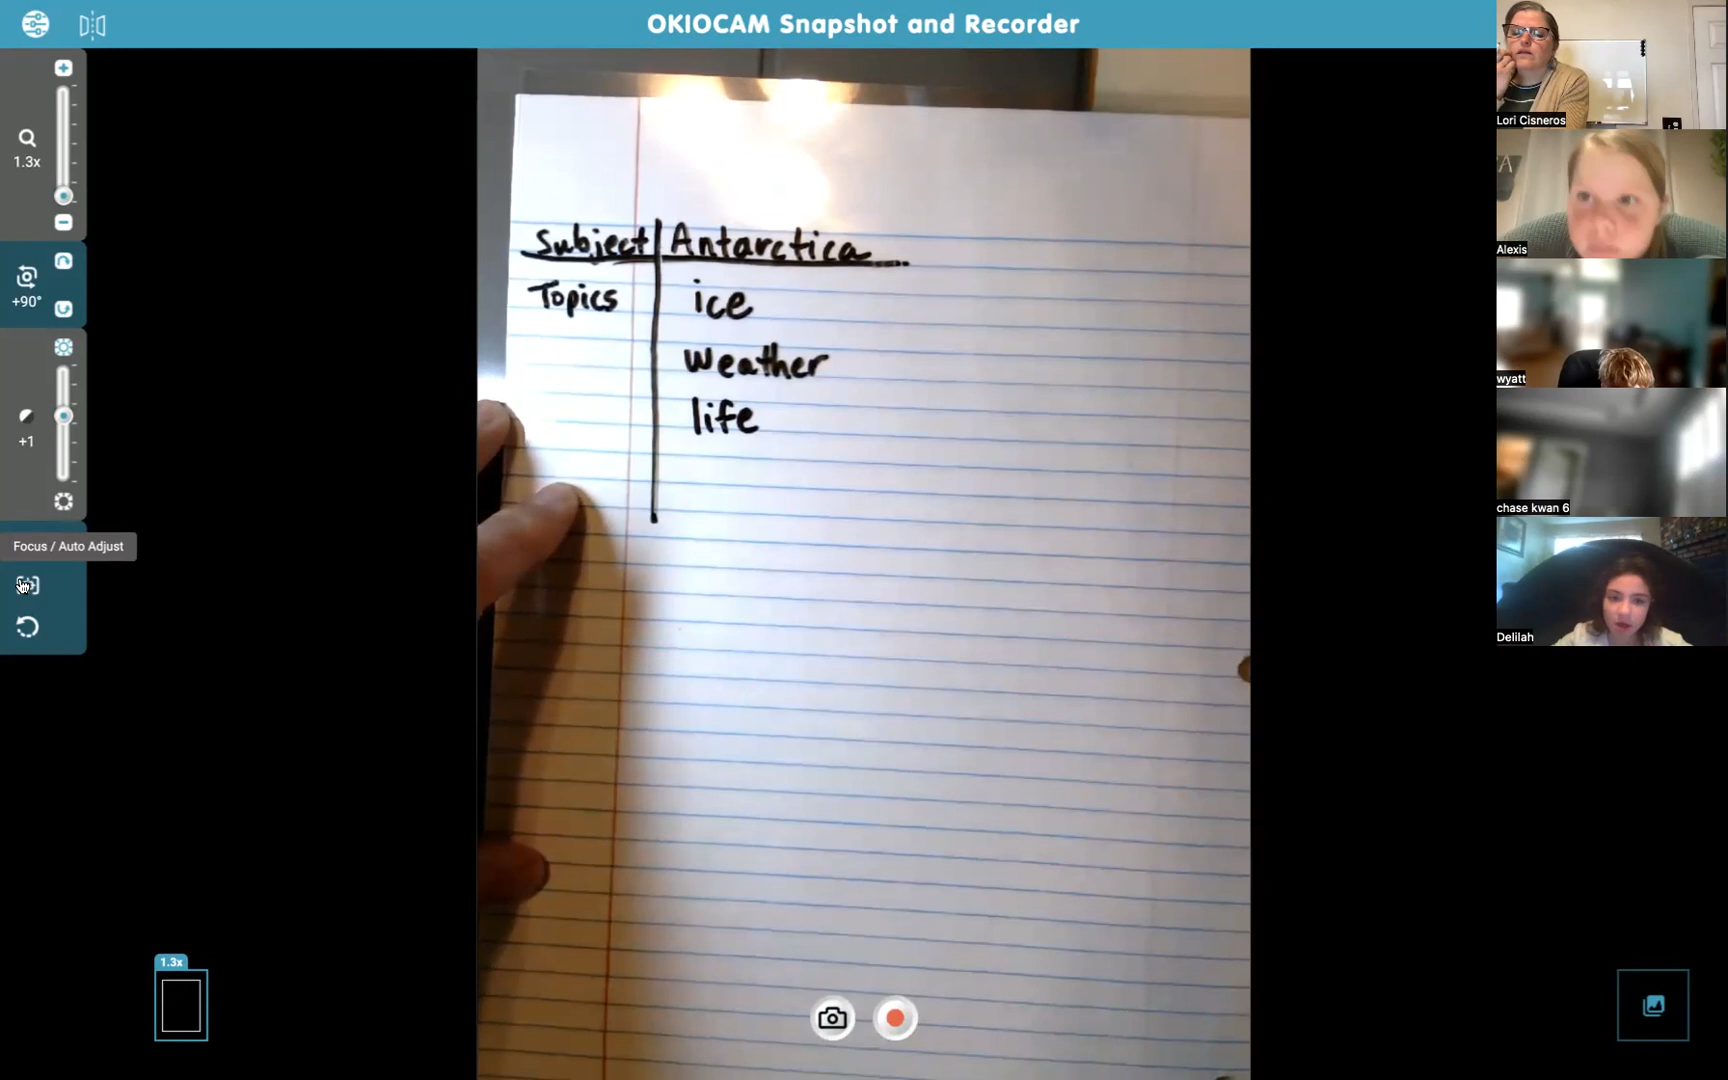 OKIOCAM Snapshot and Recorder
1.3x
+90°
+1
Focus / Auto Adjust
Subject Antarctica
Topics ice
weather
life
1.3x
Lori Cisneros
Alexis
wyatt
chase kwan 6
Delilah